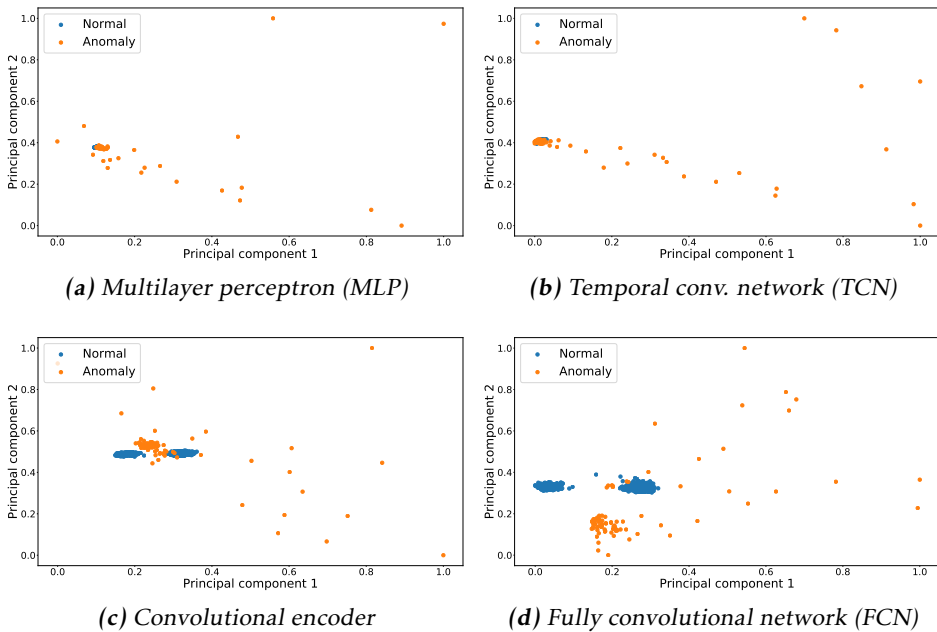 Normal
Anomaly
1.0
0.8
0.6
0.4
0.2
0.0
Principal component 2
0.0 0.2 0.4 0.6 0.8 1.0
Principal component 1
(a) Multilayer perceptron (MLP)
Normal
Anomaly
1.0
0.8
0.6
0.4
0.2
0.0
Principal component 2
0.0 0.2 0.4 0.6 0.8 1.0
Principal component 1
(b) Temporal conv. network (TCN)
Normal
Anomaly
1.0
0.8
0.6
0.4
0.2
0.0
Principal component 2
0.0 0.2 0.4 0.6 0.8 1.0
Principal component 1
(c) Convolutional encoder
Normal
Anomaly
1.0
0.8
0.6
0.4
0.2
0.0
Principal component 2
0.0 0.2 0.4 0.6 0.8 1.0
Principal component 1
(d) Fully convolutional network (FCN)